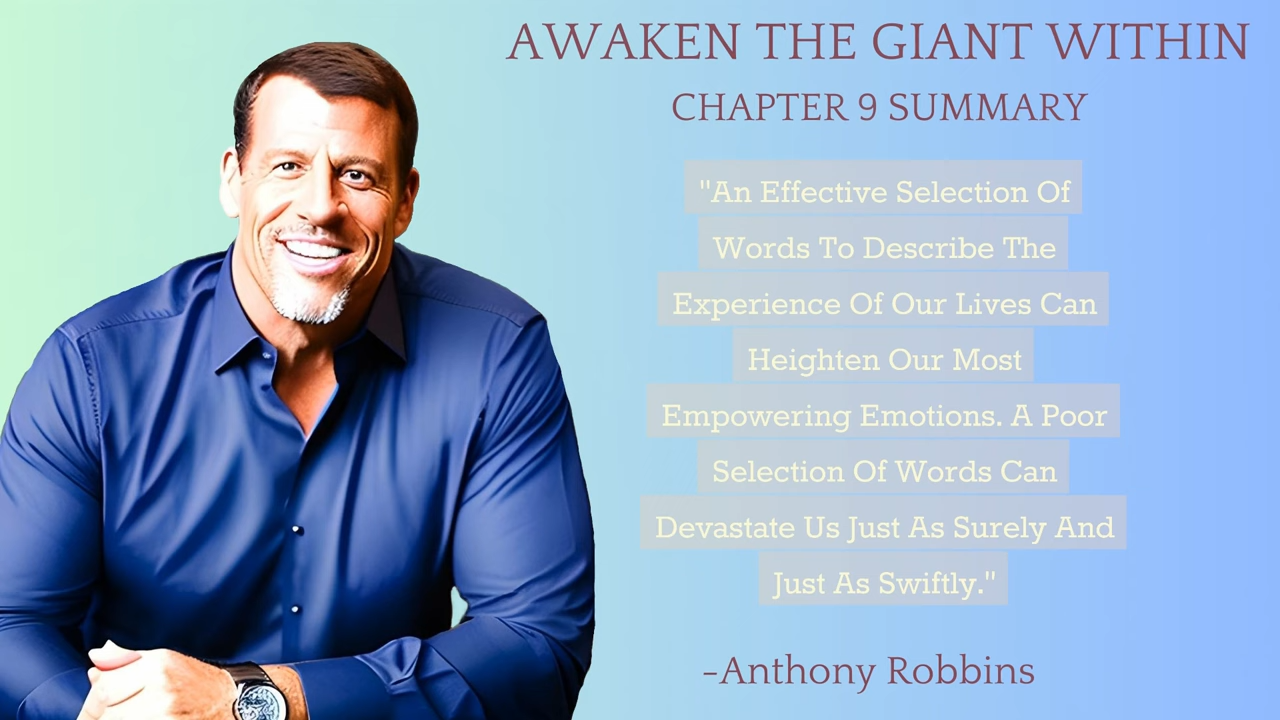 AWAKEN THE GIANT WITHIN
CHAPTER 9 SUMMARY
"An Effective Selection Of
Words To Describe The
Experience Of Our Lives Can
Heighten Our Most
Empowering Emotions. A Poor
Selection Of Words Can
Devastate Us Just As Surely And
Just As Swiftly."
-Anthony Robbins